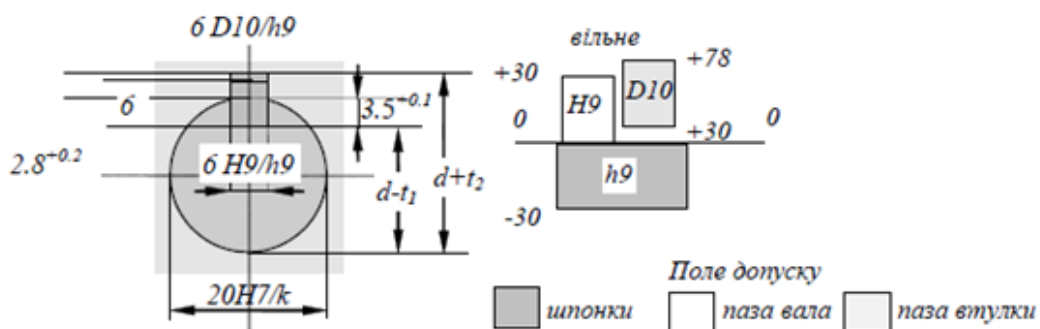 6 D10/h9
6
3.5+0.1
2.8+0.2
6 H9/h9
d-t₁
d+t₂
20H7/k
вільне
+30
+78
H9
D10
0
0
+30
h9
-30
Поле допуску
шпонки
паза вала
паза втулки